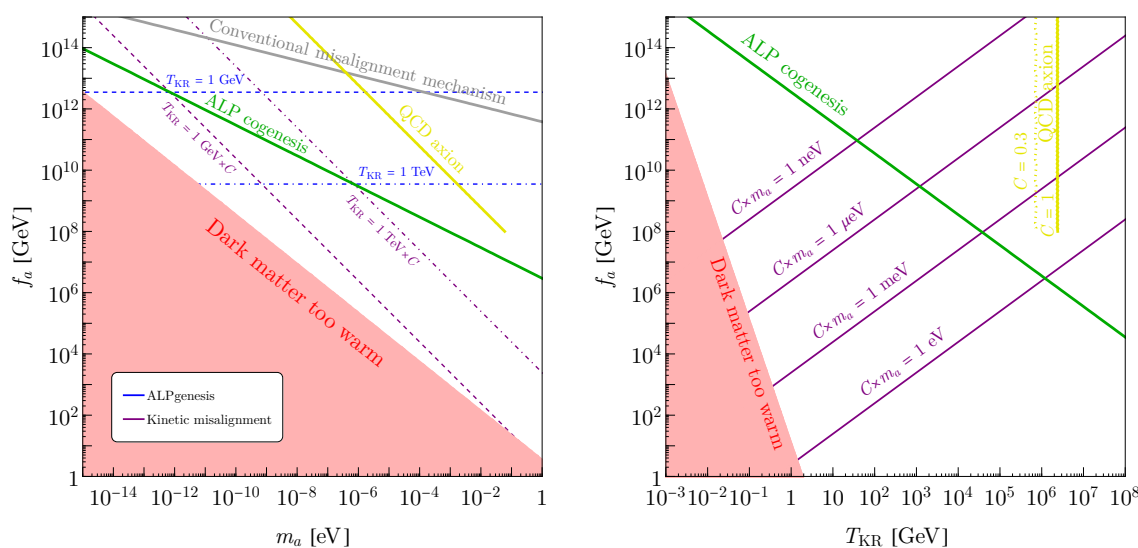 Conventional misalignment mechanism
T_KR = 1 GeV
ALP cogenesis
QCD axion
T_KR = 1 GeV×C
T_KR = 1 TeV
T_KR = 1 TeV×C
Dark matter too warm
ALPgenesis
Kinetic misalignment
f_a [GeV]
10^14
10^12
10^10
10^8
10^6
10^4
10^2
1
10^−14
10^−12
10^−10
10^−8
10^−6
10^−4
10^−2
1
m_a [eV]
ALP cogenesis
C×m_a = 1 neV
C×m_a = 1 μeV
C×m_a = 1 meV
C×m_a = 1 eV
C = 0.3
C = 1
QCD axion
Dark matter too warm
f_a [GeV]
10^14
10^12
10^10
10^8
10^6
10^4
10^2
1
10^−3
10^−2
10^−1
1
10
10^2
10^3
10^4
10^5
10^6
10^7
10^8
T_KR [GeV]